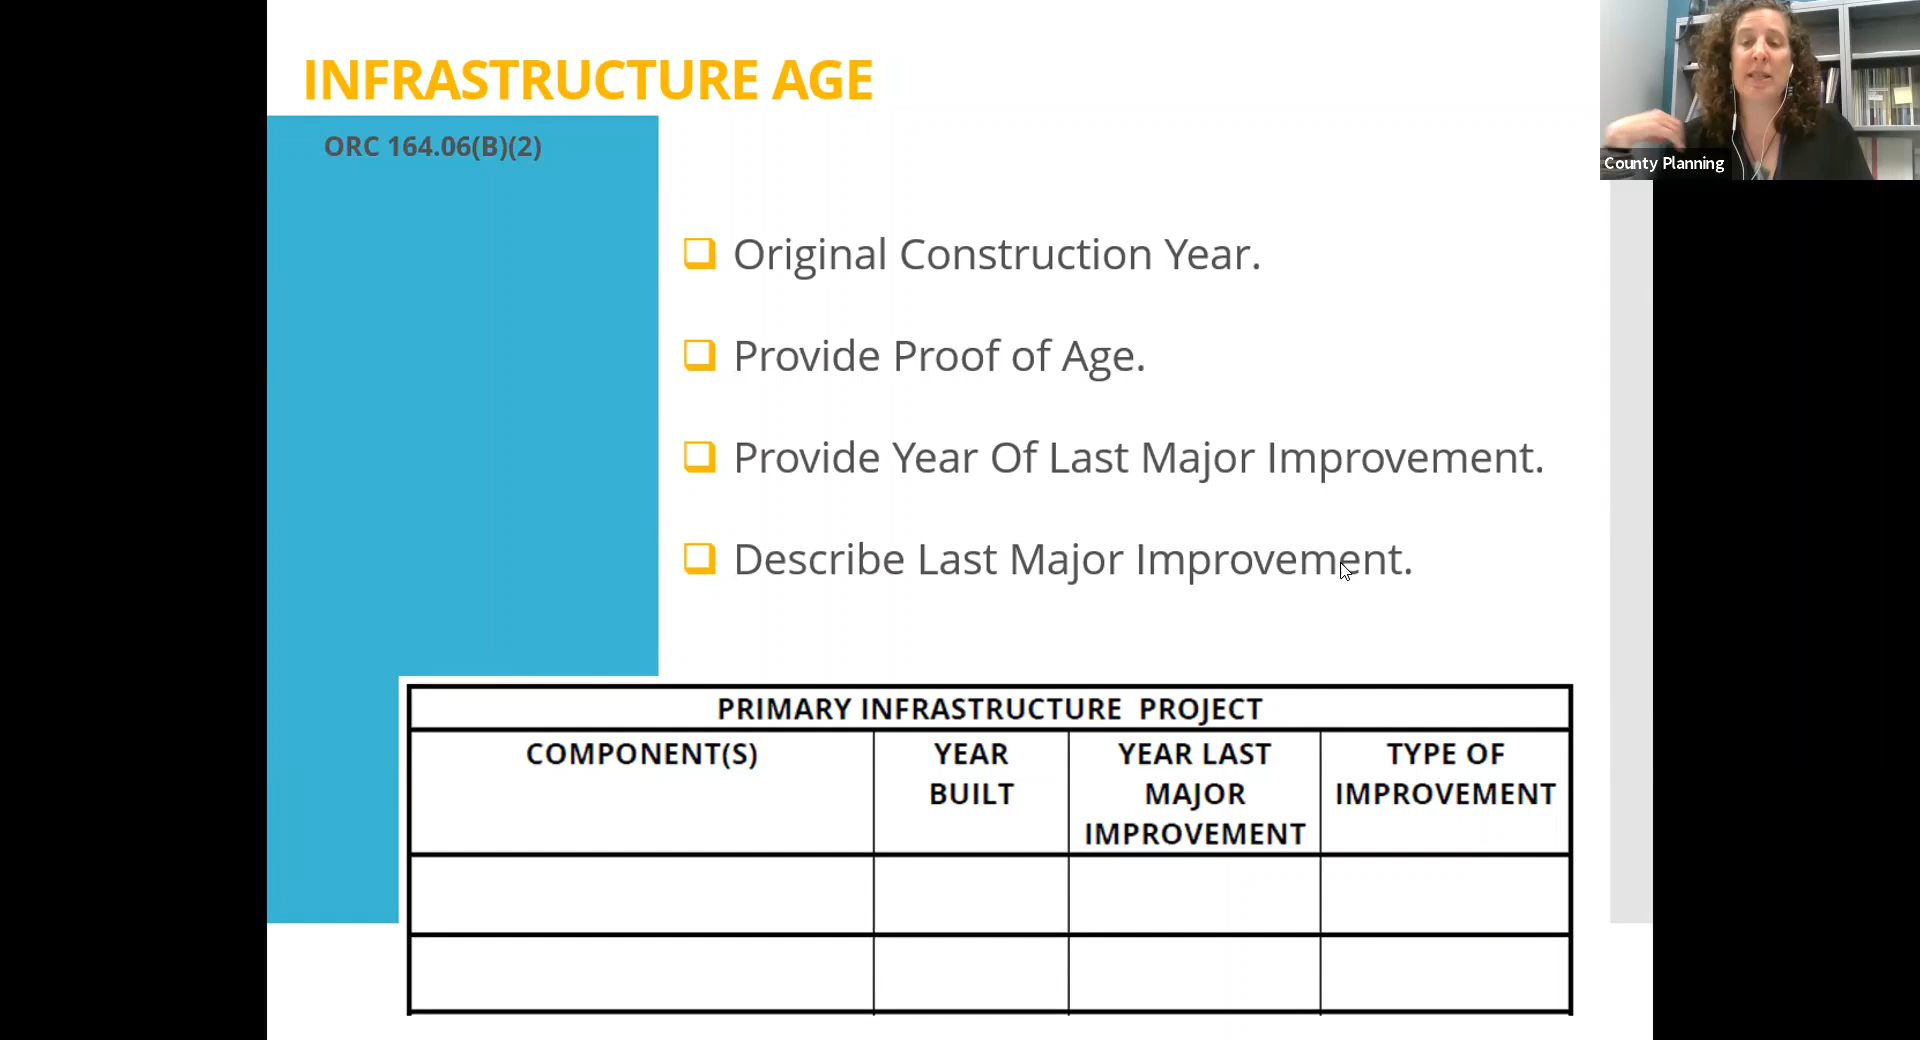 INFRASTRUCTURE AGE
ORC 164.06(B)(2)
County Planning
Original Construction Year.
Provide Proof of Age.
Provide Year Of Last Major Improvement.
Describe Last Major Improvement.
PRIMARY INFRASTRUCTURE PROJECT
COMPONENT(S)
YEAR
BUILT
YEAR LAST
MAJOR
IMPROVEMENT
TYPE OF
IMPROVEMENT